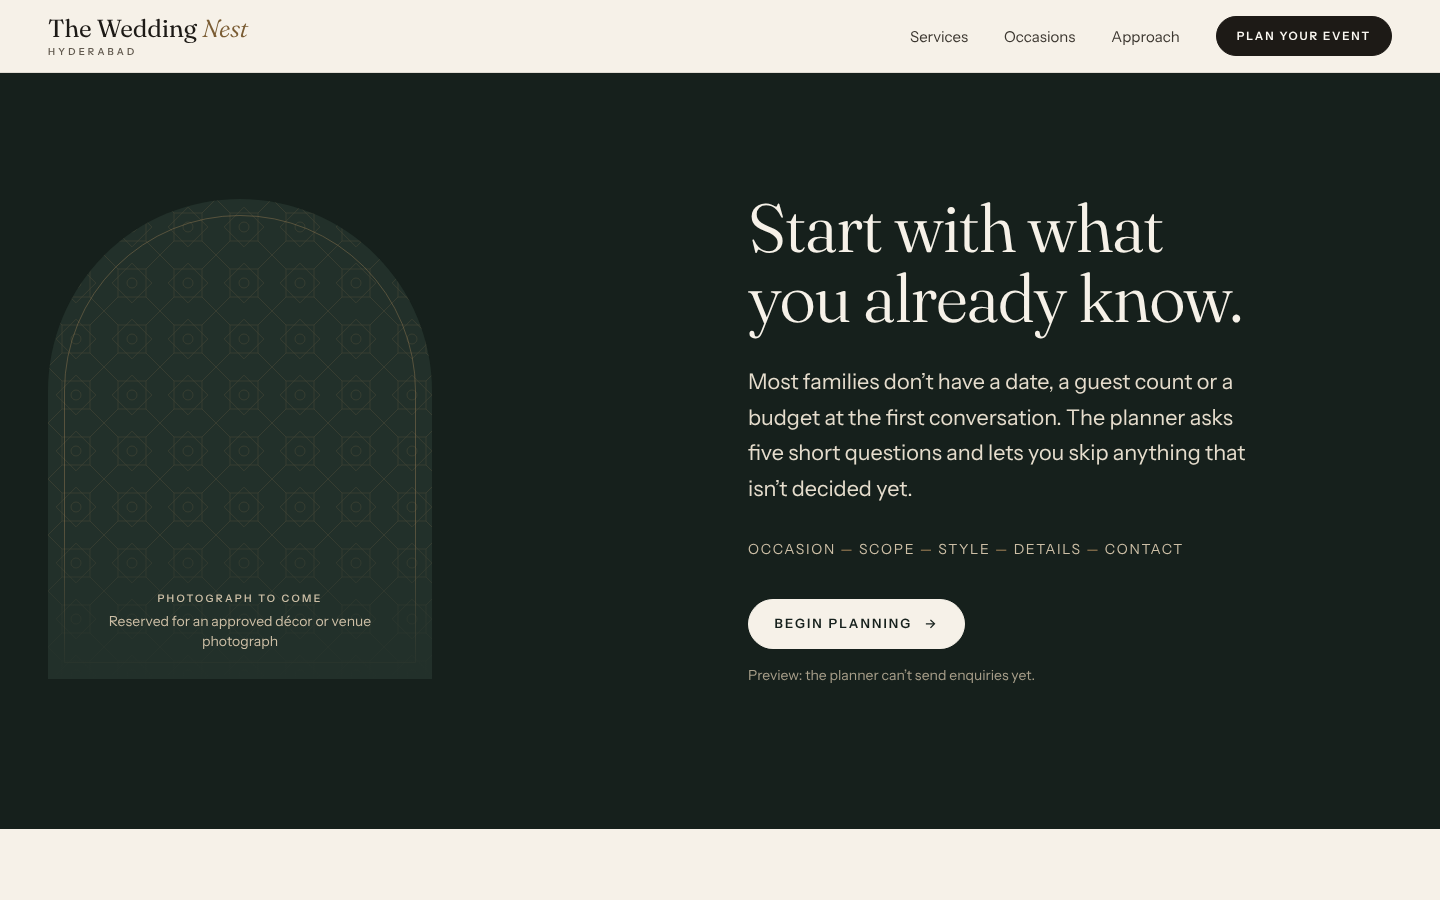 The Wedding Nest
HYDERABAD
Services
Occasions
Approach
PLAN YOUR EVENT
Start with what
you already know.
Most families don’t have a date, a guest count or a
budget at the first conversation. The planner asks
five short questions and lets you skip anything that
isn’t decided yet.
OCCASION — SCOPE — STYLE — DETAILS — CONTACT
BEGIN PLANNING →
Preview: the planner can’t send enquiries yet.
PHOTOGRAPH TO COME
Reserved for an approved décor or venue
photograph